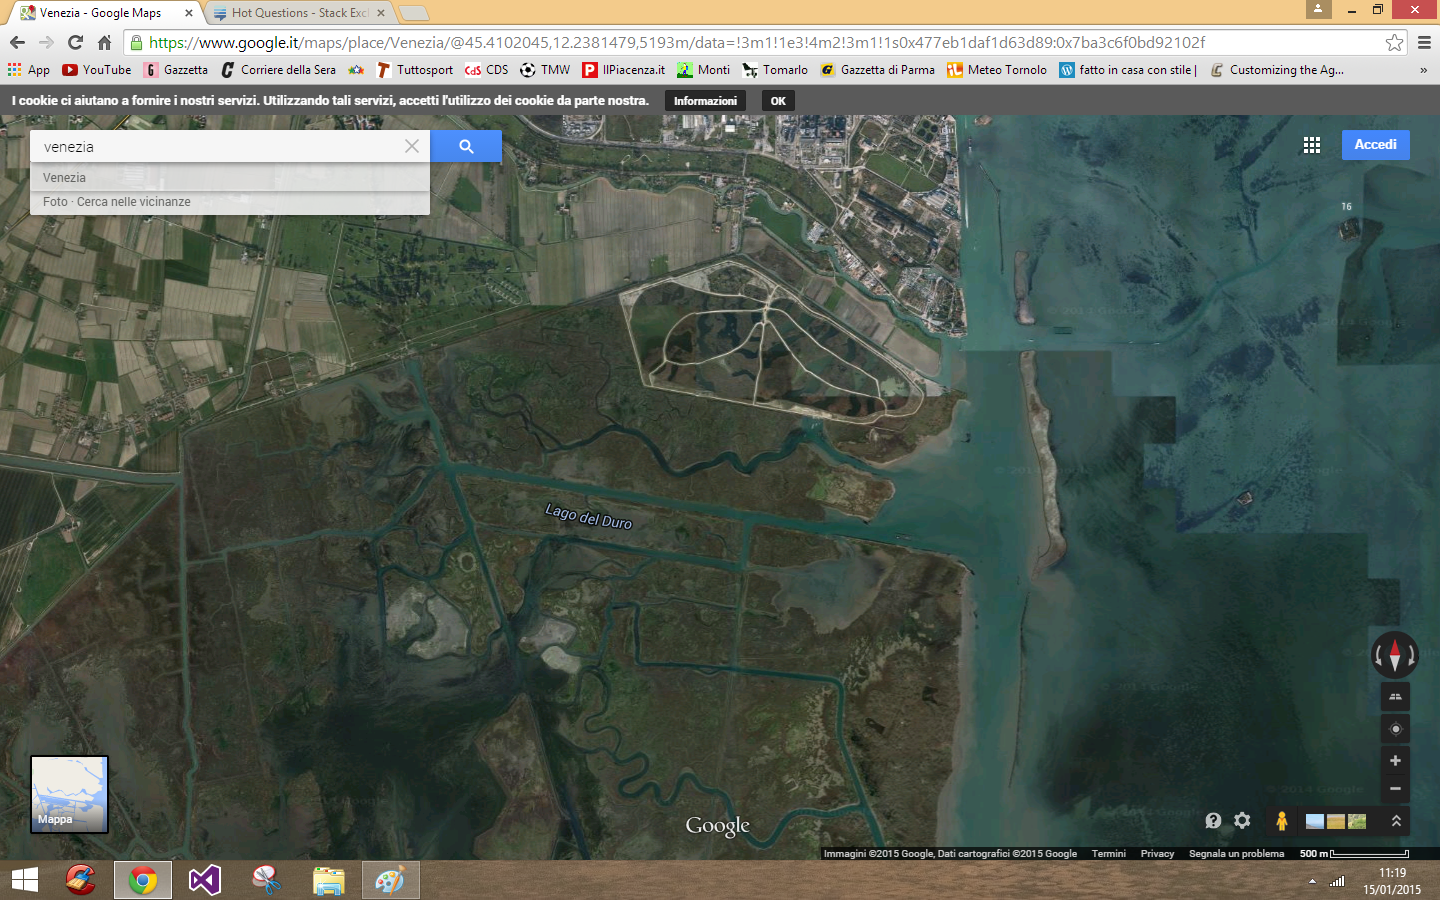 Venezia - Google Maps
Hot Questions - Stack Exc
https://www.google.it/maps/place/Venezia/@45.4102045,12.2381479,5193m/data=!3m1!1e3!4m2!3m1!1s0x477eb1daf1d63d89:0x7ba3c6f0bd92102f
App YouTube Gazzetta Corriere della Sera Tuttosport CDS TMW IlPiacenza.it Monti Tomarlo Gazzetta di Parma Meteo Tornolo fatto in casa con stile | Customizing the Ag... »
I cookie ci aiutano a fornire i nostri servizi. Utilizzando tali servizi, accetti l'utilizzo dei cookie da parte nostra. Informazioni OK
venezia
Accedi
Venezia
Foto · Cerca nelle vicinanze
16
Lago del Duro
Mappa
Google
Immagini ©2015 Google, Dati cartografici ©2015 Google Termini Privacy Segnala un problema 500 m
11:19
15/01/2015